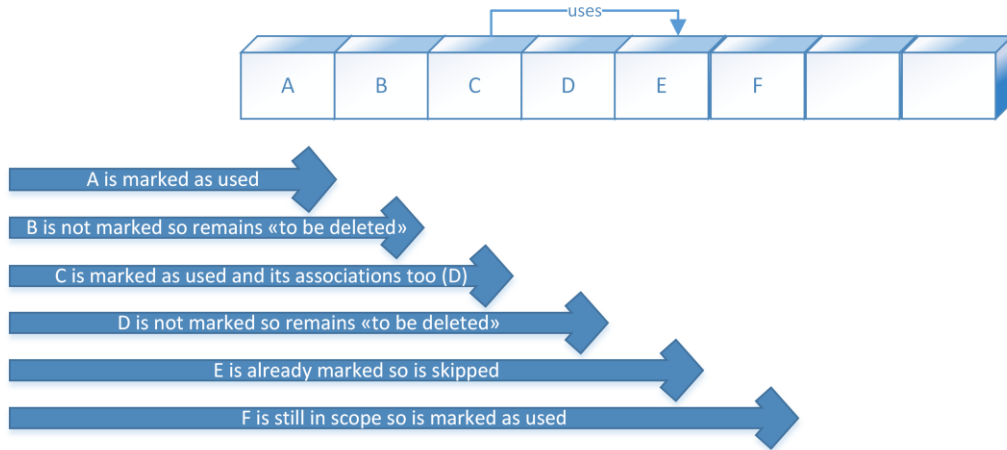 uses
A B C D E F
A is marked as used
B is not marked so remains «to be deleted»
C is marked as used and its associations too (D)
D is not marked so remains «to be deleted»
E is already marked so is skipped
F is still in scope so is marked as used